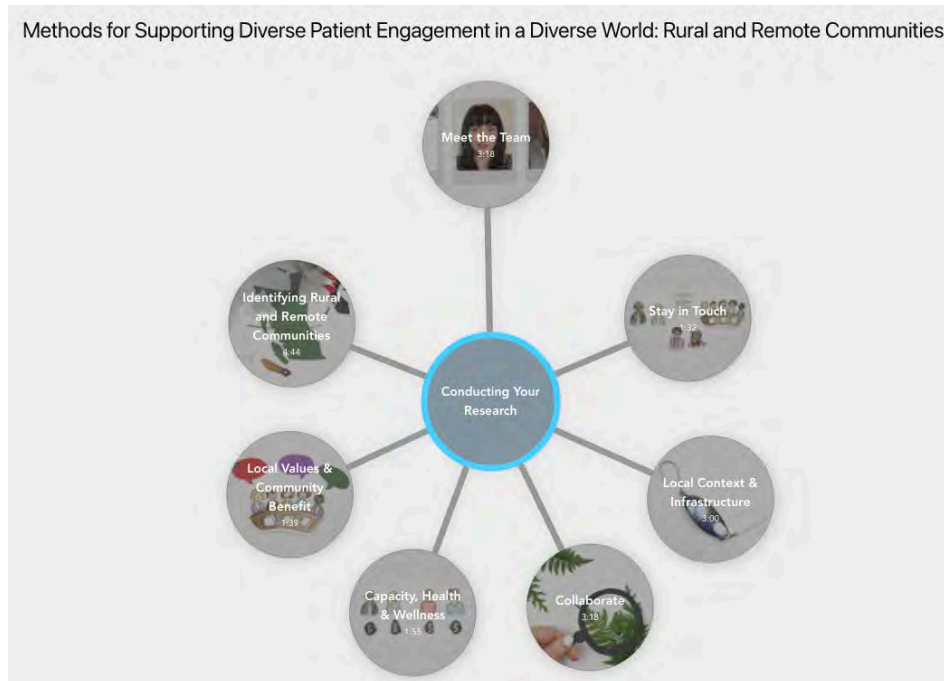 Methods for Supporting Diverse Patient Engagement in a Diverse World: Rural and Remote Communities
Meet the Team
3:18
Identifying Rural
and Remote
Communities
4:44
Stay in Touch
1:32
Conducting Your
Research
Local Values &
Community
Benefit
1:39
Local Context &
Infrastructure
3:00
Capacity, Health
& Wellness
1:55
Collaborate
3:18